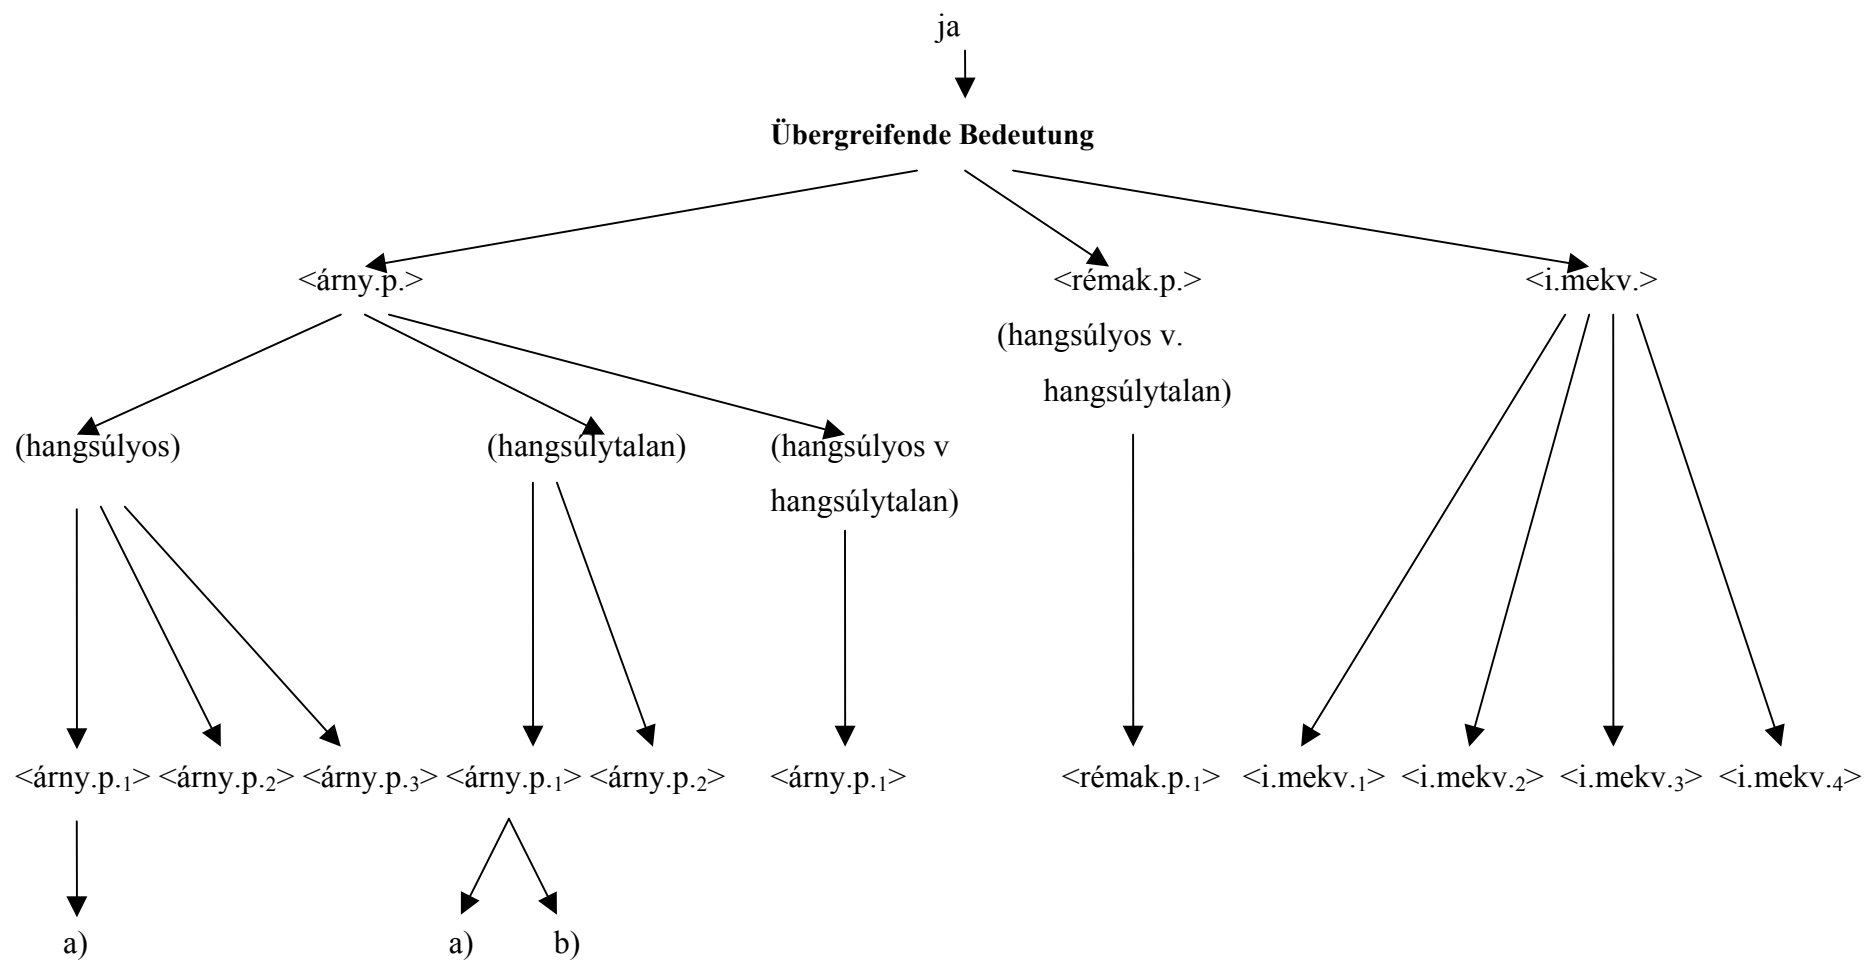 ja
Übergreifende Bedeutung
<árny.p.> <rémak.p.> <i.mekv.>
(hangsúlyos v.
hangsúlytalan)
(hangsúlyos) (hangsúlytalan) (hangsúlyos v
hangsúlytalan)
<árny.p.₁> <árny.p.₂> <árny.p.₃> <árny.p.₁> <árny.p.₂> <árny.p.₁> <rémak.p.₁> <i.mekv.₁> <i.mekv.₂> <i.mekv.₃> <i.mekv.₄>
a) a) b)